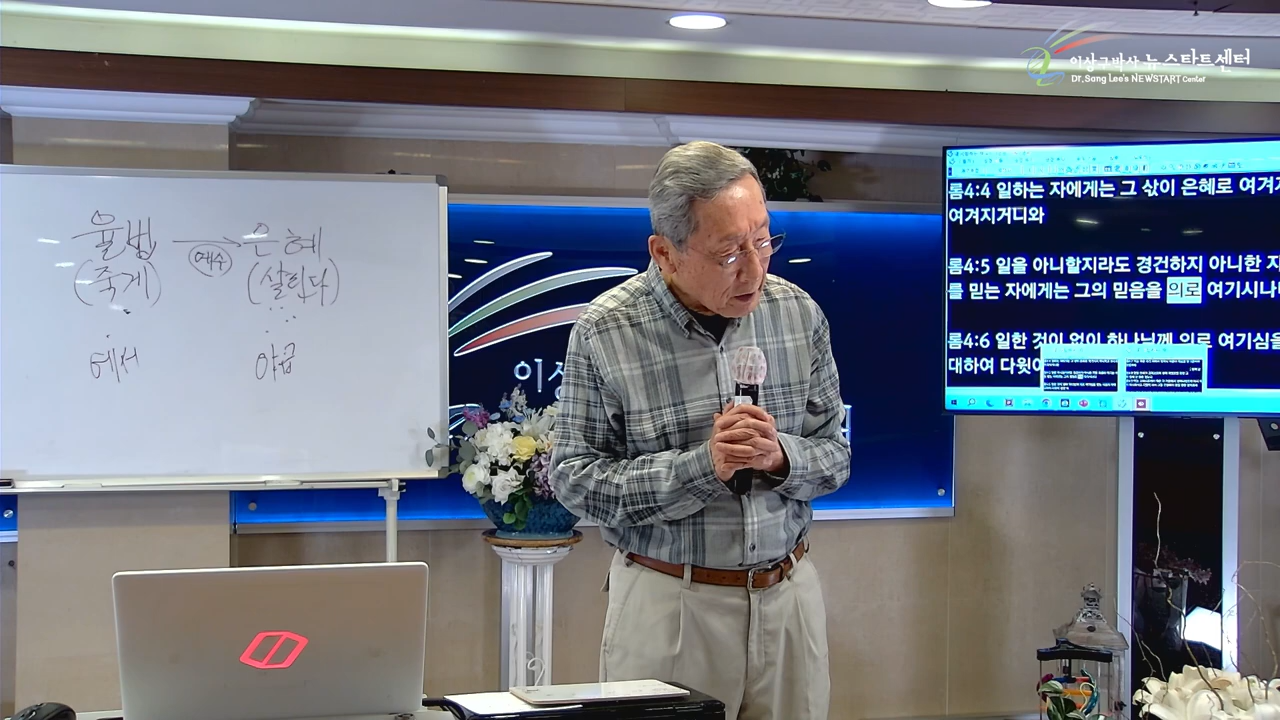 이상구박사 뉴스타트센터
Dr. Sang Lee's NEWSTART Center
율법 → 은혜
예수
(죽게) (살리다)
에서 야곱
롬4:4 일하는 자에게는 그 삯이 은혜로 여겨지
여겨지거니와
롬4:5 일을 아니할지라도 경건하지 아니한 자
를 믿는 자에게는 그의 믿음을 의로 여기시나니
롬4:6 일한 것이 없이 하나님께 의로 여기심을
대하여 다윗이
이상